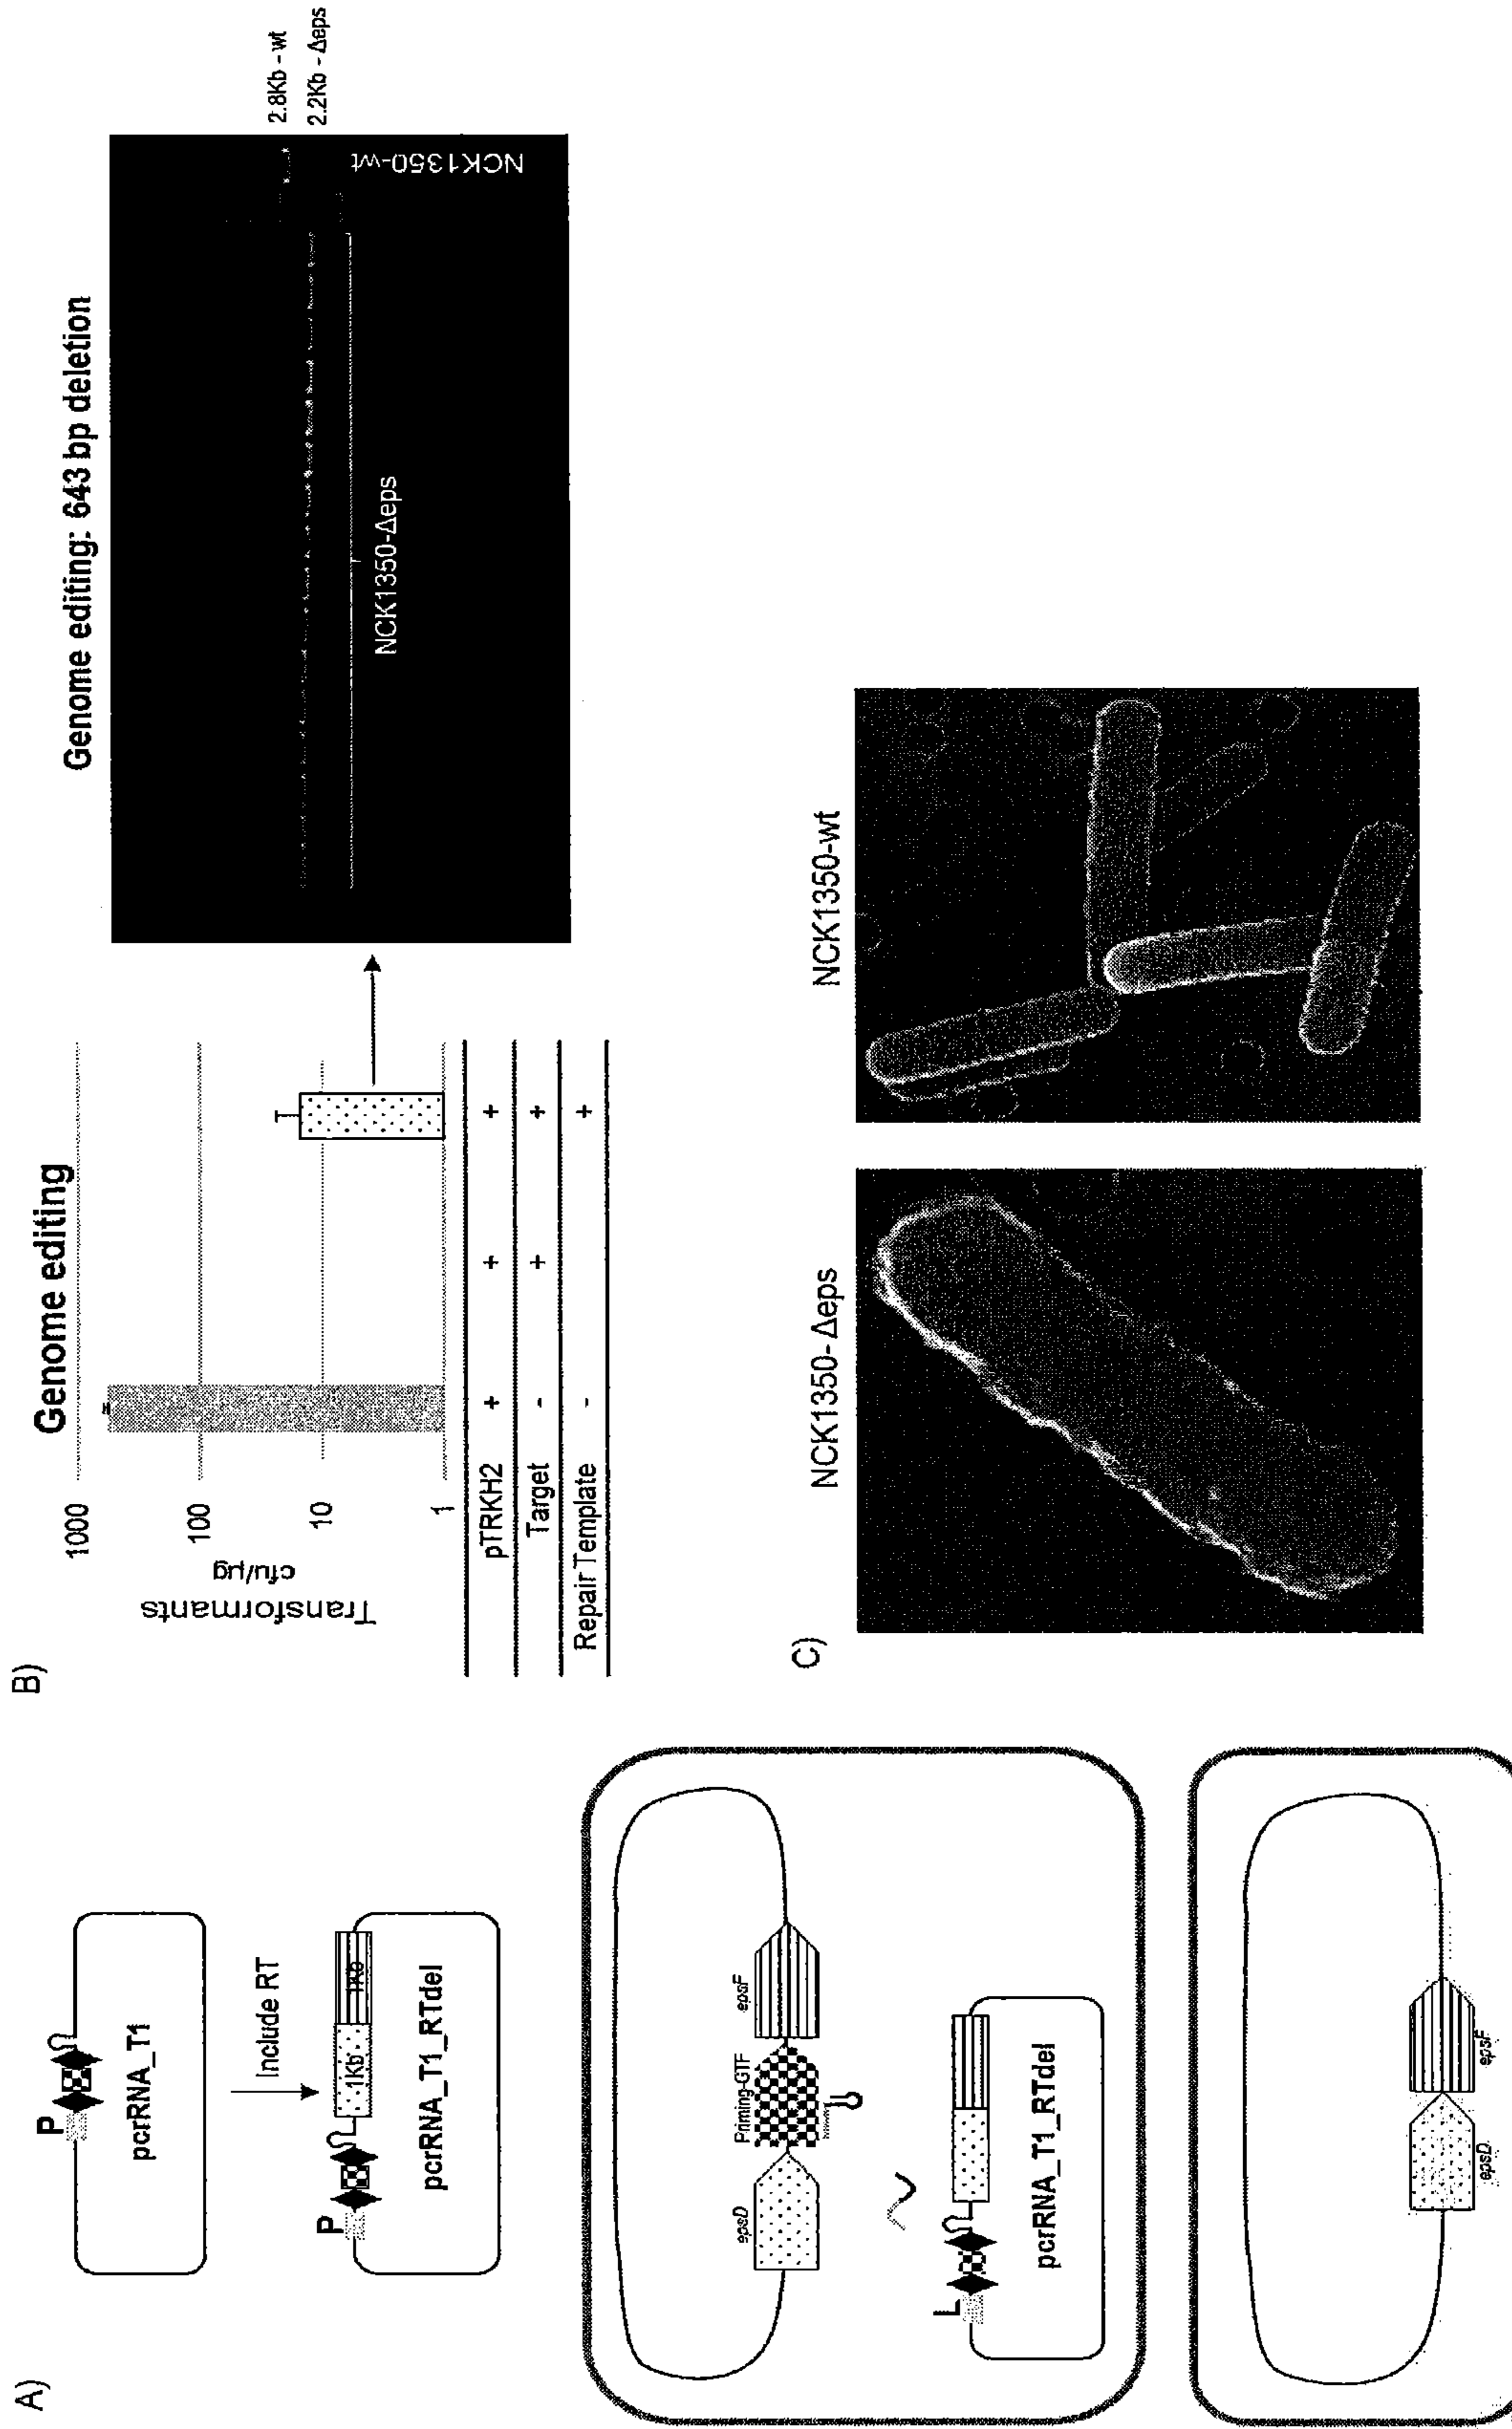 A)
P
pcrRNA_T1
Include RT
P
1Kb
1Kb
pcrRNA_T1_RTdel
epsD
Priming-GTF
epsF
L
pcrRNA_T1_RTdel
epsD
epsF
B)
Genome editing
1000
100
10
1
Transformants
cfu/µg
pTRKH2 + + +
Target - + +
Repair Template - +
Genome editing: 643 bp deletion
NCK1350-Δeps
NCK1350-wt
2.8Kb - wt
2.2Kb - Δeps
C)
NCK1350-Δeps
NCK1350-wt